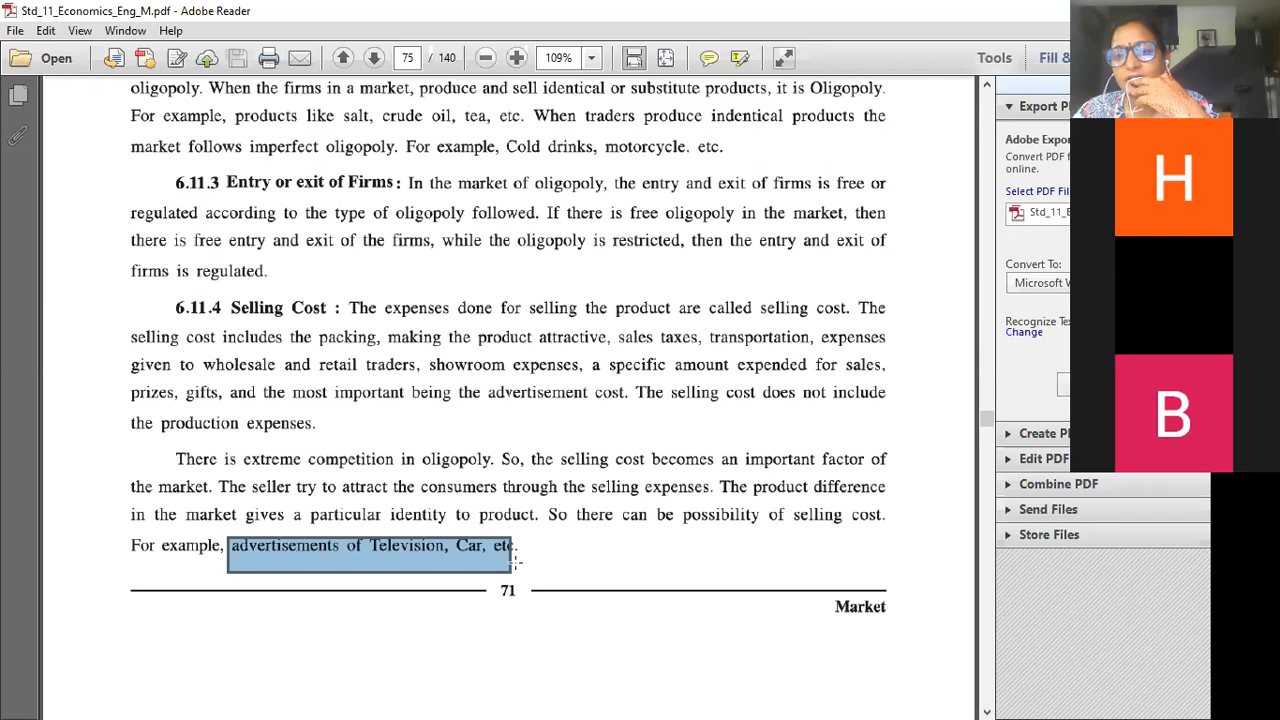 Std_11_Economics_Eng_M.pdf - Adobe Reader
File Edit View Window Help
Open 75 / 140 109% Tools Fill &
oligopoly. When the firms in a market, produce and sell identical or substitute products, it is Oligopoly.
For example, products like salt, crude oil, tea, etc. When traders produce indentical products the
market follows imperfect oligopoly. For example, Cold drinks, motorcycle. etc.
6.11.3 Entry or exit of Firms : In the market of oligopoly, the entry and exit of firms is free or
regulated according to the type of oligopoly followed. If there is free oligopoly in the market, then
there is free entry and exit of the firms, while the oligopoly is restricted, then the entry and exit of
firms is regulated.
6.11.4 Selling Cost : The expenses done for selling the product are called selling cost. The
selling cost includes the packing, making the product attractive, sales taxes, transportation, expenses
given to wholesale and retail traders, showroom expenses, a specific amount expended for sales,
prizes, gifts, and the most important being the advertisement cost. The selling cost does not include
the production expenses.
There is extreme competition in oligopoly. So, the selling cost becomes an important factor of
the market. The seller try to attract the consumers through the selling expenses. The product difference
in the market gives a particular identity to product. So there can be possibility of selling cost.
For example, advertisements of Television, Car, etc.
71
Market
Export P
Adobe Expor
Convert PDF f
online.
Select PDF Fil
Std_11_E
Convert To:
Microsoft W
Recognize Te
Change
Create P
Edit PDF
Combine PDF
Send Files
Store Files
H
B